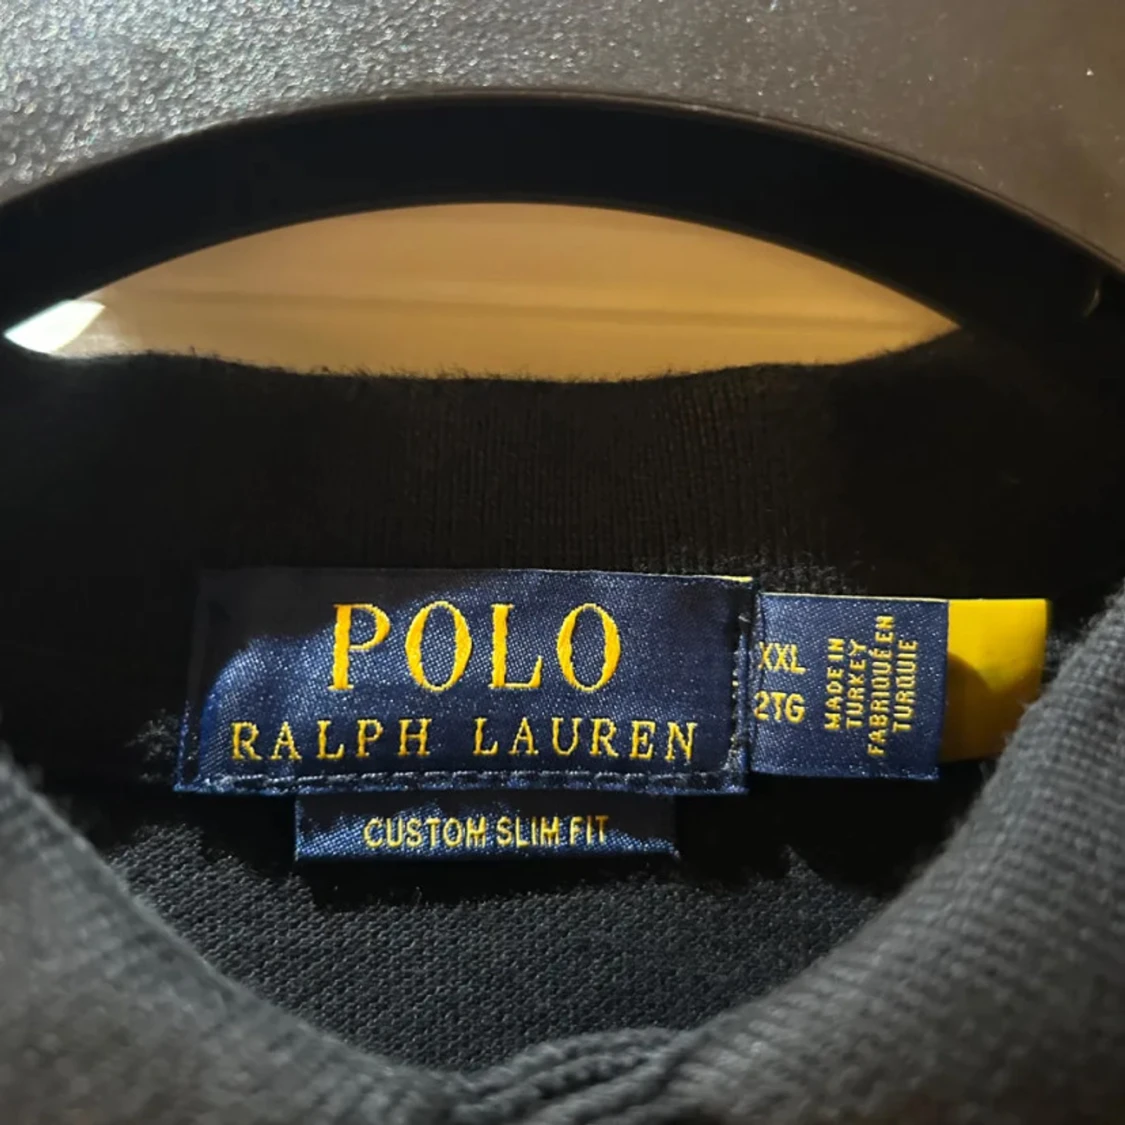 POLO
RALPH LAUREN
CUSTOM SLIM FIT
XXL
2TG
MADE IN
TURKEY
FABRIQUÉ EN
TURQUIE